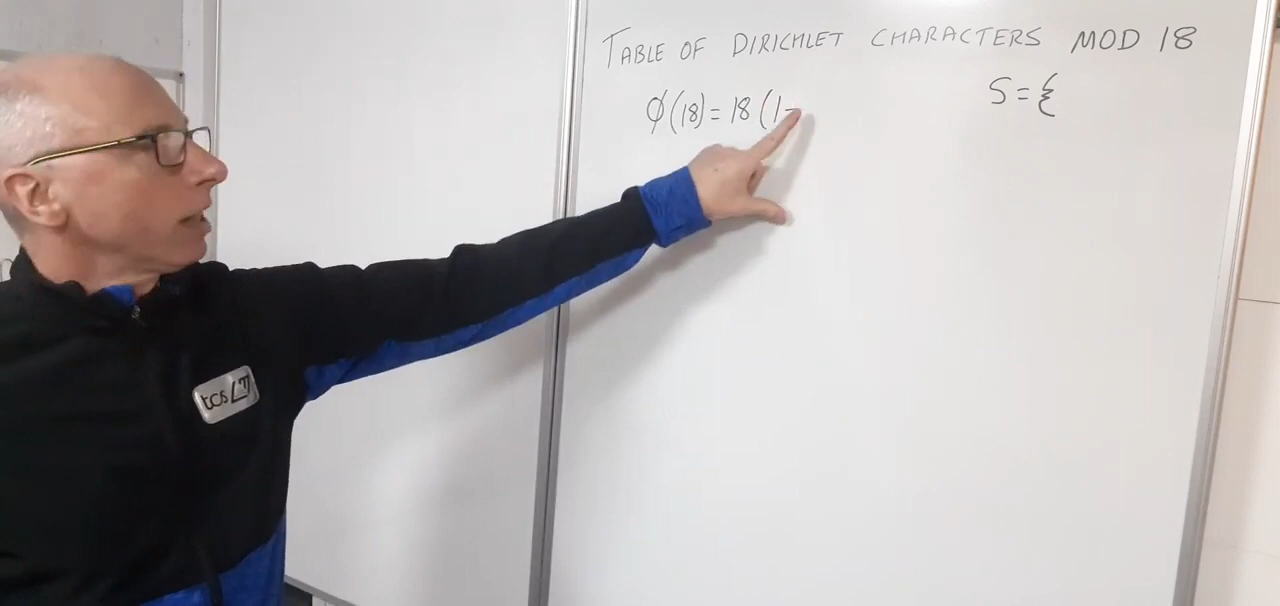 TABLE OF DIRICHLET CHARACTERS MOD 18
φ(18) = 18 (1-
S = {
tcs